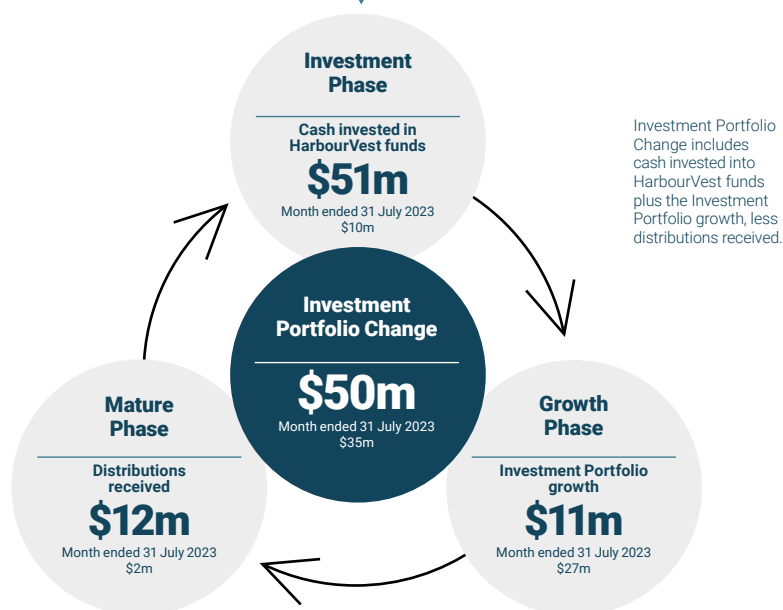 Investment
Phase
Cash invested in
HarbourVest funds
$51m
Month ended 31 July 2023
$10m
Investment Portfolio
Change includes
cash invested into
HarbourVest funds
plus the Investment
Portfolio growth, less
distributions received.
Investment
Portfolio Change
$50m
Month ended 31 July 2023
$35m
Mature
Phase
Distributions
received
$12m
Month ended 31 July 2023
$2m
Growth
Phase
Investment Portfolio
growth
$11m
Month ended 31 July 2023
$27m